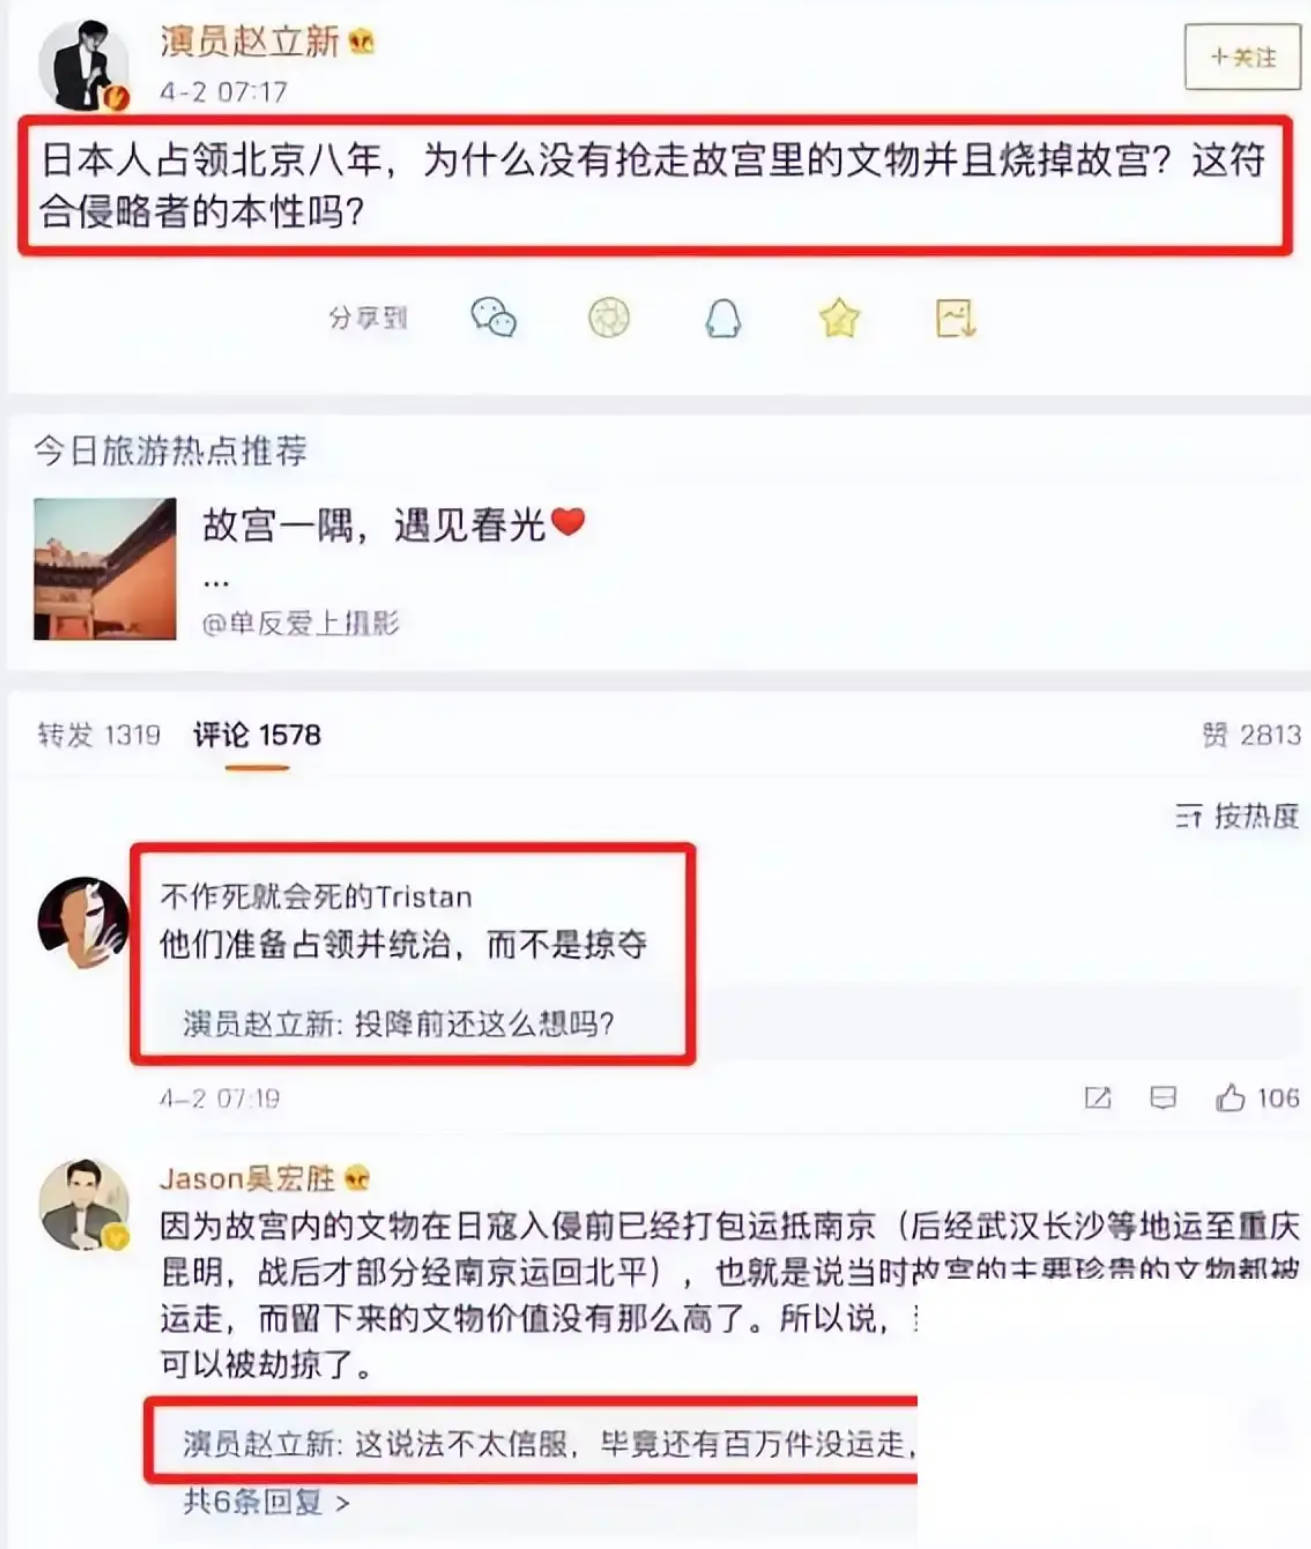 演员赵立新
4-2 07:17
+关注
日本人占领北京八年，为什么没有抢走故宫里的文物并且烧掉故宫？这符
合侵略者的本性吗？
分享到
今日旅游热点推荐
故宫一隅，遇见春光❤️
...
@单反爱上摄影
转发 1319 评论 1578 赞 2813
按热度
不作死就会死的Tristan
他们准备占领并统治，而不是掠夺
演员赵立新: 投降前还这么想吗？
4-2 07:19
106
Jason吴宏胜
因为故宫内的文物在日寇入侵前已经打包运抵南京（后经武汉长沙等地运至重庆
昆明，战后才部分经南京运回北平），也就是说当时故宫的主要珍贵的文物都被
运走，而留下来的文物价值没有那么高了。所以说，
可以被劫掠了。
演员赵立新: 这说法不太信服，毕竟还有百万件没运走，
共6条回复 >